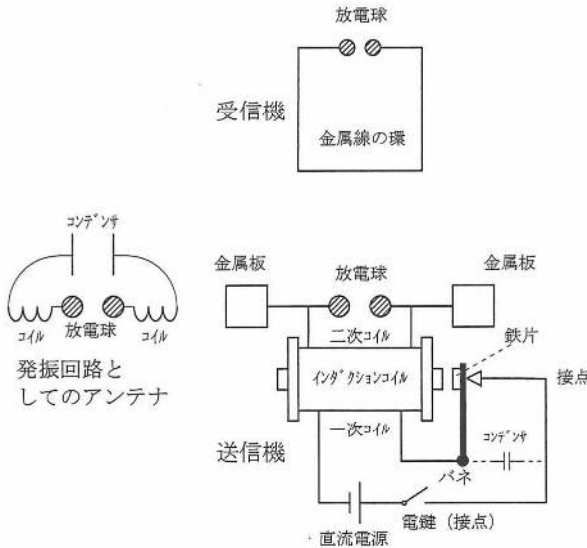 放電球
受信機
金属線の環
コンデンサ
コイル
放電球
コイル
発振回路と
してのアンテナ
金属板
放電球
金属板
二次コイル
鉄片
インダクションコイル
接点
一次コイル
送信機
コンデンサ
バネ
電鍵(接点)
直流電源